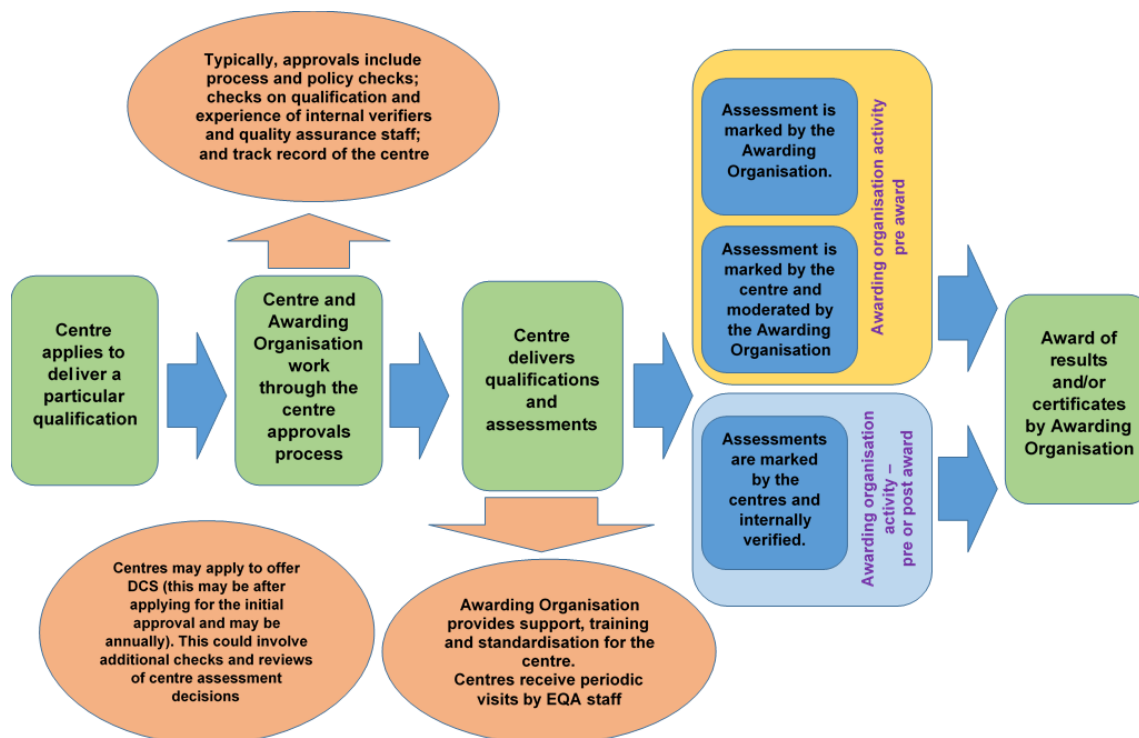 Typically, approvals include
process and policy checks;
checks on qualification and
experience of internal verifiers
and quality assurance staff;
and track record of the centre
Centre
applies to
deliver a
particular
qualification
Centre and
Awarding
Organisation
work
through the
centre
approvals
process
Centre
delivers
qualifications
and
assessments
Assessment is
marked by the
Awarding
Organisation.
Assessment is
marked by the
centre and
moderated by
the Awarding
Organisation
Awarding organisation activity
pre award
Assessments
are marked
by the
centres and
internally
verified.
Awarding organisation
activity –
pre or post award
Award of
results
and/or
certificates
by Awarding
Organisation
Centres may apply to offer
DCS (this may be after
applying for the initial
approval and may be
annually). This could involve
additional checks and reviews
of centre assessment
decisions
Awarding Organisation
provides support, training
and standardisation for the
centre.
Centres receive periodic
visits by EQA staff